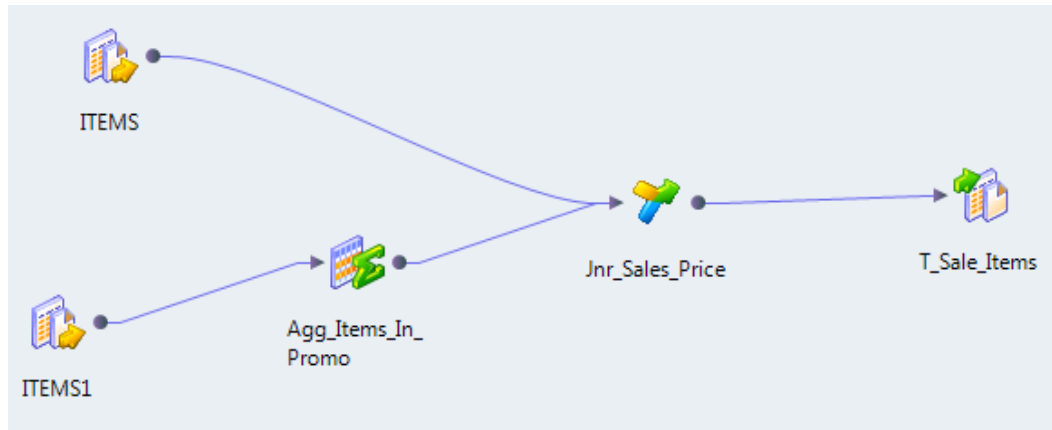 ITEMS
Jnr_Sales_Price
T_Sale_Items
Agg_Items_In_
Promo
ITEMS1